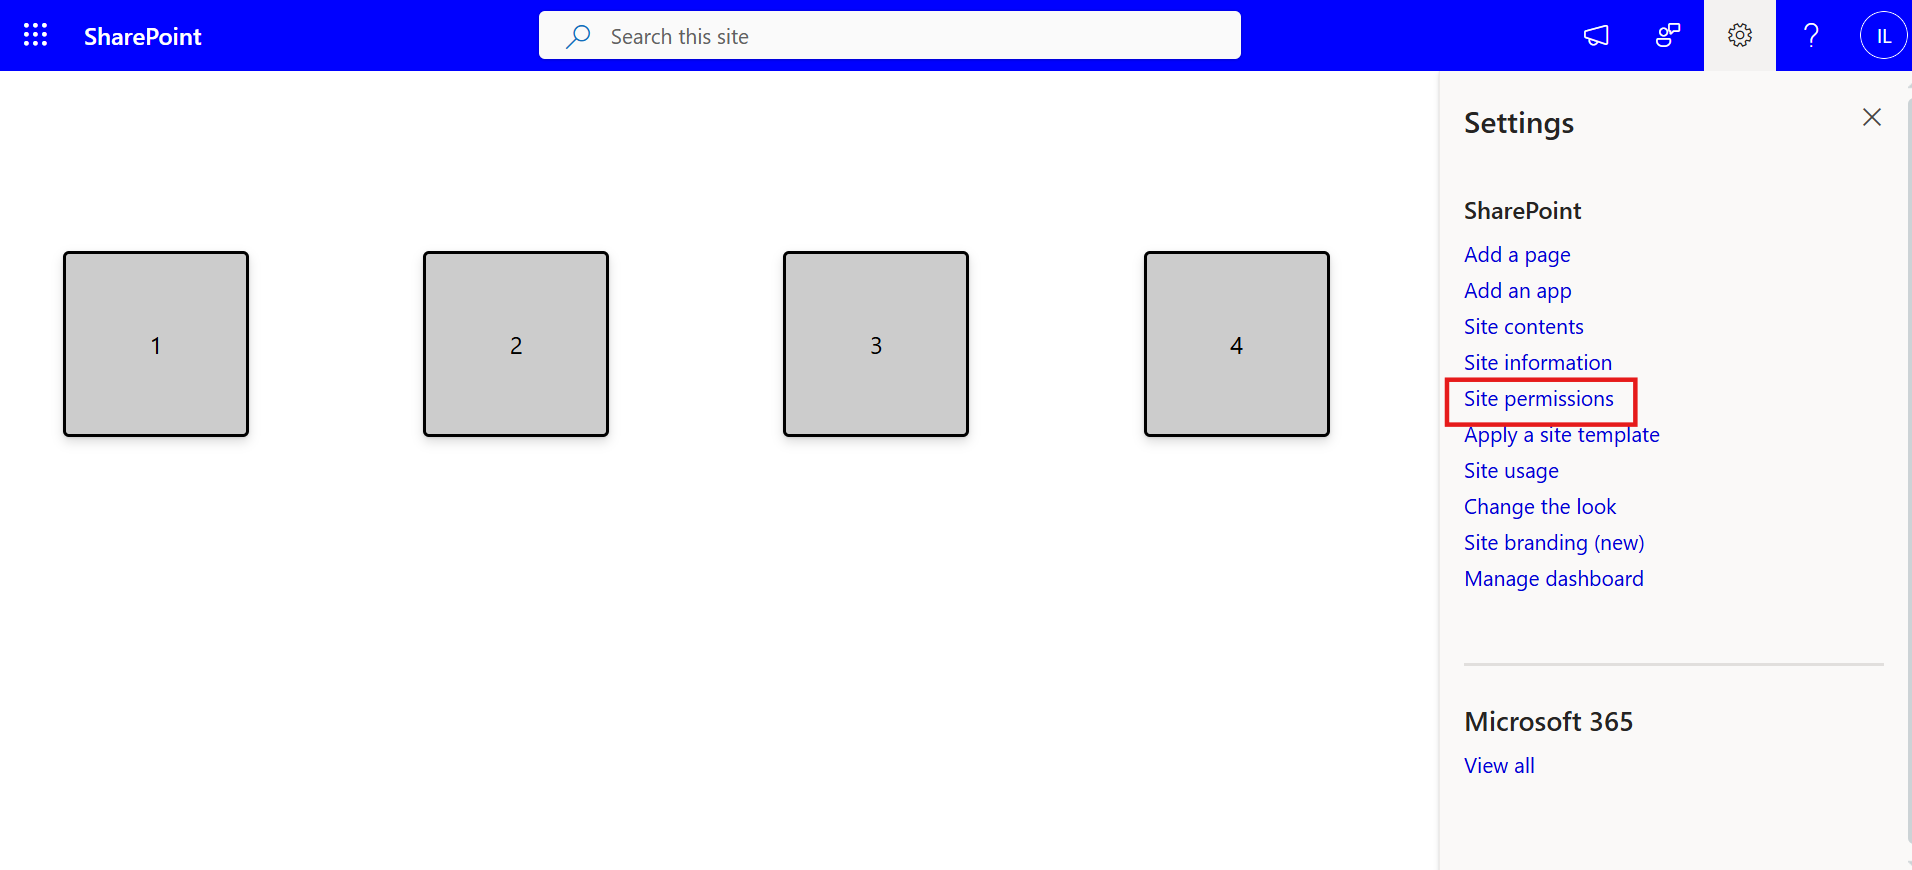 SharePoint
Search this site
IL
Settings
SharePoint
Add a page
Add an app
Site contents
Site information
Site permissions
Apply a site template
Site usage
Change the look
Site branding (new)
Manage dashboard
Microsoft 365
View all
1
2
3
4